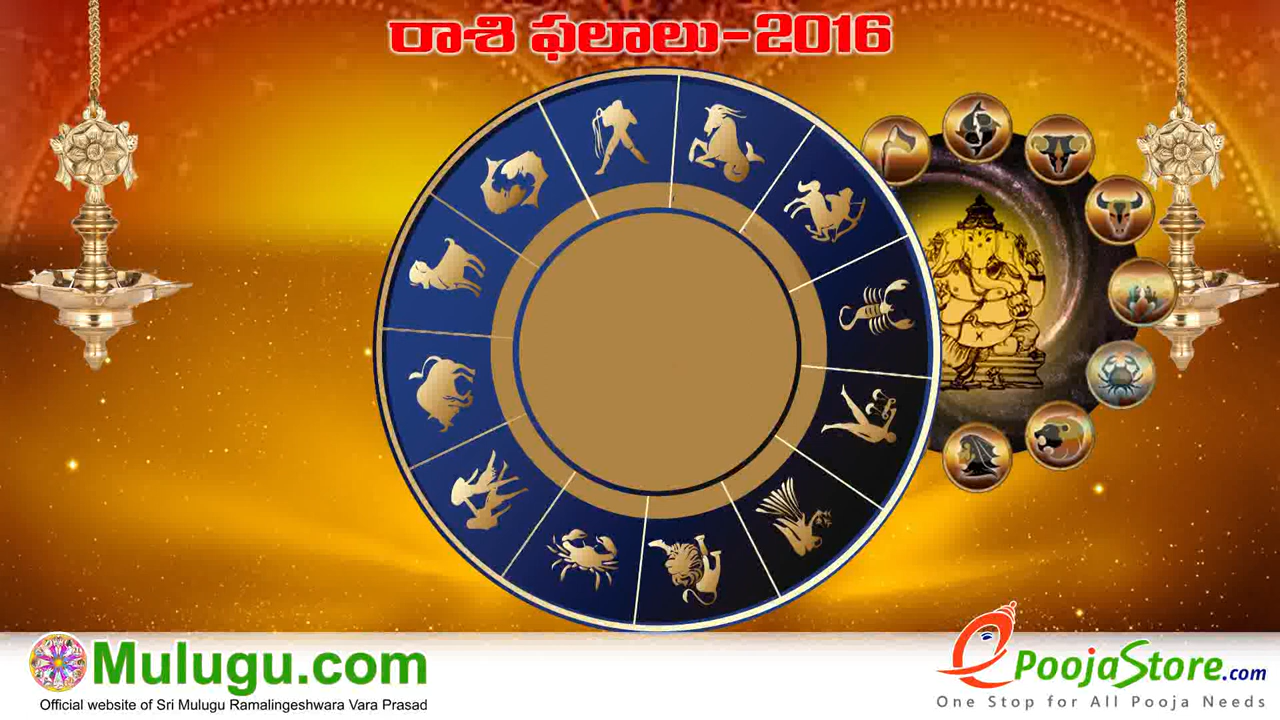 రాశి ఫలాలు-2016
Mulugu.com
Official website of Sri Mulugu Ramalingeshwara Vara Prasad
ePoojaStore.com
One Stop for All Pooja Needs